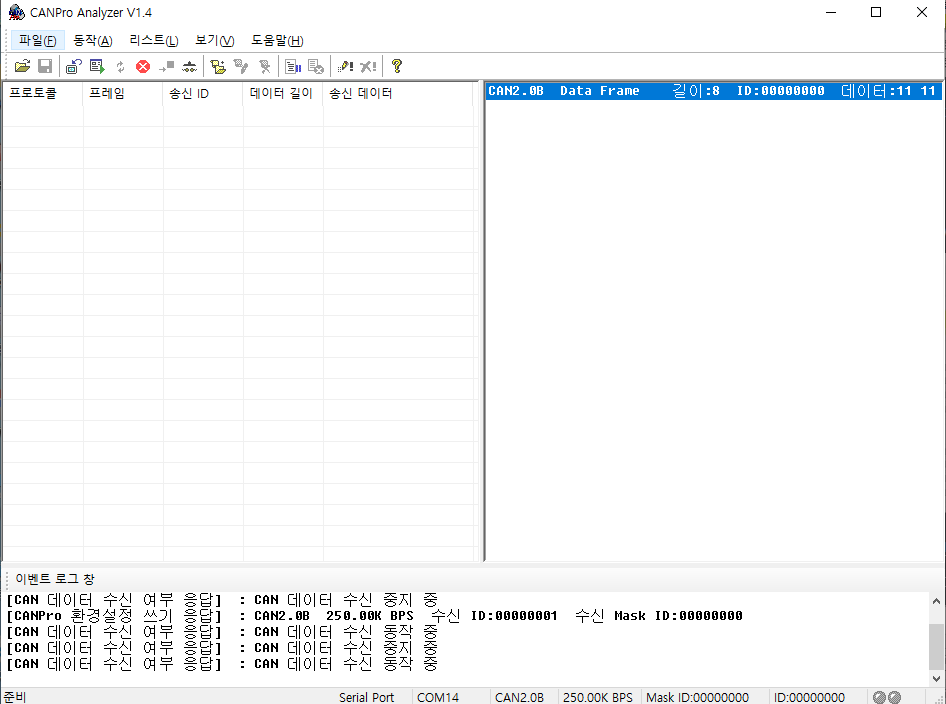 CANPro Analyzer V1.4
파일(F) 동작(A) 리스트(L) 보기(V) 도움말(H)
프로토콜 프레임 송신 ID 데이터 길이 송신 데이터
CAN2.0B Data Frame 길이:8 ID:00000000 데이터:11 11
이벤트 로그 창
[CAN 데이터 수신 여부 응답] : CAN 데이터 수신 중지 중
[CANPro 환경설정 쓰기 응답] : CAN2.0B 250.00K BPS 수신 ID:00000001 수신 Mask ID:00000000
[CAN 데이터 수신 여부 응답] : CAN 데이터 수신 동작 중
[CAN 데이터 수신 여부 응답] : CAN 데이터 수신 중지 중
[CAN 데이터 수신 여부 응답] : CAN 데이터 수신 동작 중
준비 Serial Port COM14 CAN2.0B 250.00K BPS Mask ID:00000000 ID:00000000